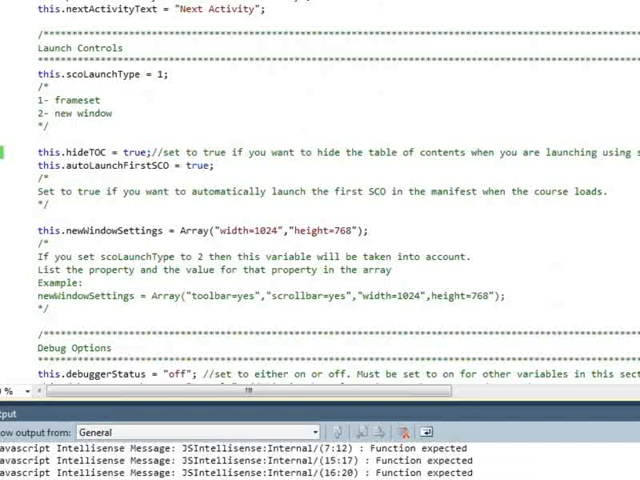 this.nextActivityText = "Next Activity";
/****************************************************************************************************
Launch Controls
****************************************************************************************************
this.scoLaunchType = 1;
/*
1- frameset
2- new window
*/
this.hideTOC = true;//set to true if you want to hide the table of contents when you are launching using s
this.autoLaunchFirstSCO = true;
/*
Set to true if you want to automatically launch the first SCO in the manifest when the course loads.
*/
this.newWindowSettings = Array("width=1024","height=768");
/*
If you set scoLaunchType to 2 then this variable will be taken into account.
List the property and the value for that property in the array
Example:
newWindowSettings = Array("toolbar=yes","scrollbar=yes","width=1024",height=768");
*/
/****************************************************************************************************
Debug Options
****************************************************************************************************
this.debuggerStatus = "off"; //set to either on or off. Must be set to on for other variables in this sect
0 %
tput
ow output from: General
avascript Intellisense Message: JSIntellisense:Internal/(7:12) : Function expected
avascript Intellisense Message: JSIntellisense:Internal/(15:17) : Function expected
avascript Intellisense Message: JSIntellisense:Internal/(16:20) : Function expected